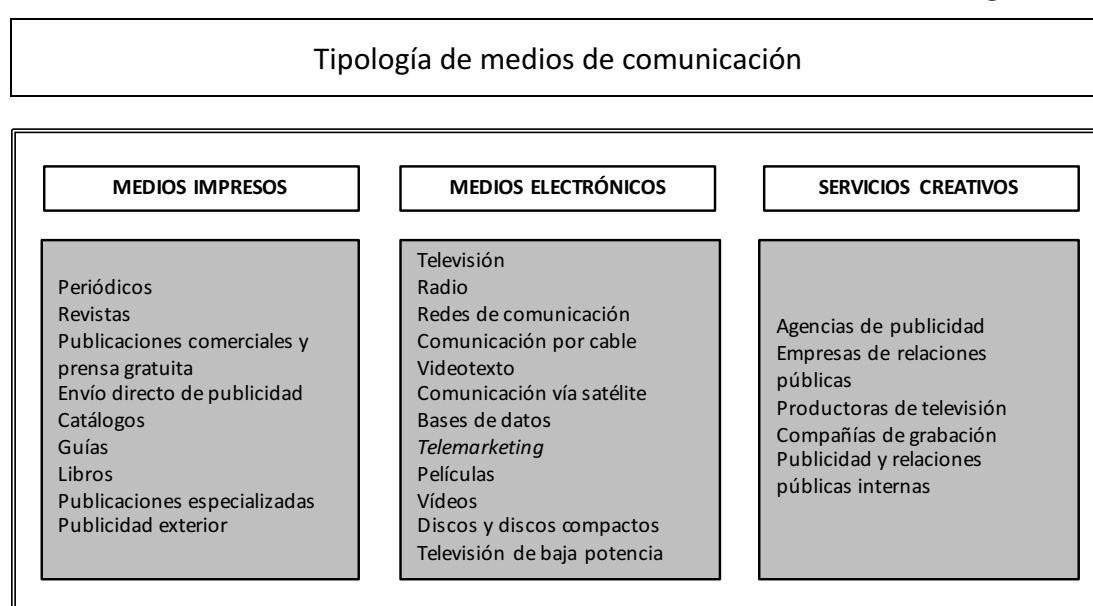 Tipología de medios de comunicación
MEDIOS IMPRESOS
Periódicos
Revistas
Publicaciones comerciales y
prensa gratuita
Envío directo de publicidad
Catálogos
Guías
Libros
Publicaciones especializadas
Publicidad exterior
MEDIOS ELECTRÓNICOS
Televisión
Radio
Redes de comunicación
Comunicación por cable
Videotexto
Comunicación vía satélite
Bases de datos
Telemarketing
Películas
Vídeos
Discos y discos compactos
Televisión de baja potencia
SERVICIOS CREATIVOS
Agencias de publicidad
Empresas de relaciones
públicas
Productoras de televisión
Compañías de grabación
Publicidad y relaciones
públicas internas